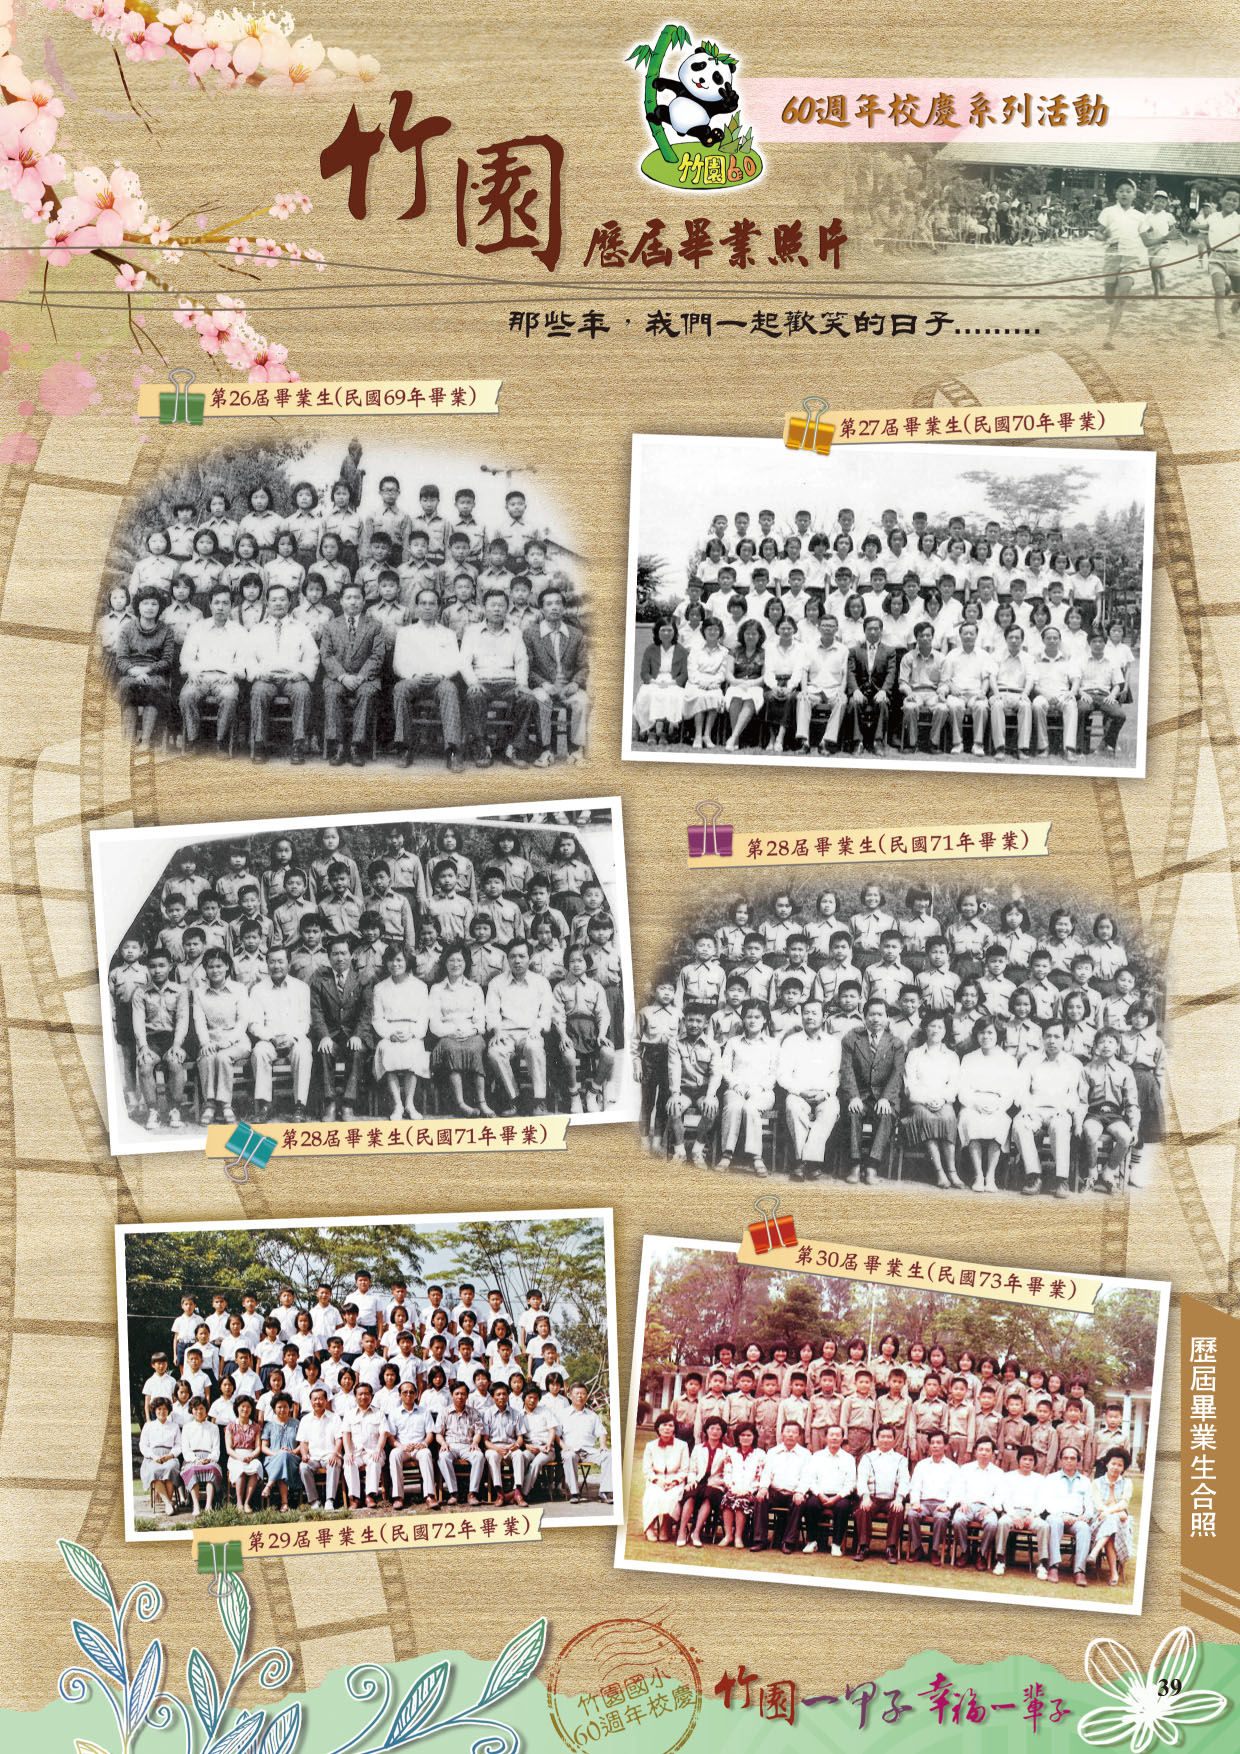 竹園60
60週年校慶系列活動
竹園
歷屆畢業照片
那些年，我們一起歡笑的日子.........
第26屆畢業生(民國69年畢業)
第27屆畢業生(民國70年畢業)
第28屆畢業生(民國71年畢業)
第28屆畢業生(民國71年畢業)
第30屆畢業生(民國73年畢業)
第29屆畢業生(民國72年畢業)
歷屆畢業生合照
竹園國小
60週年校慶
竹園一甲子 幸福一輩子
39